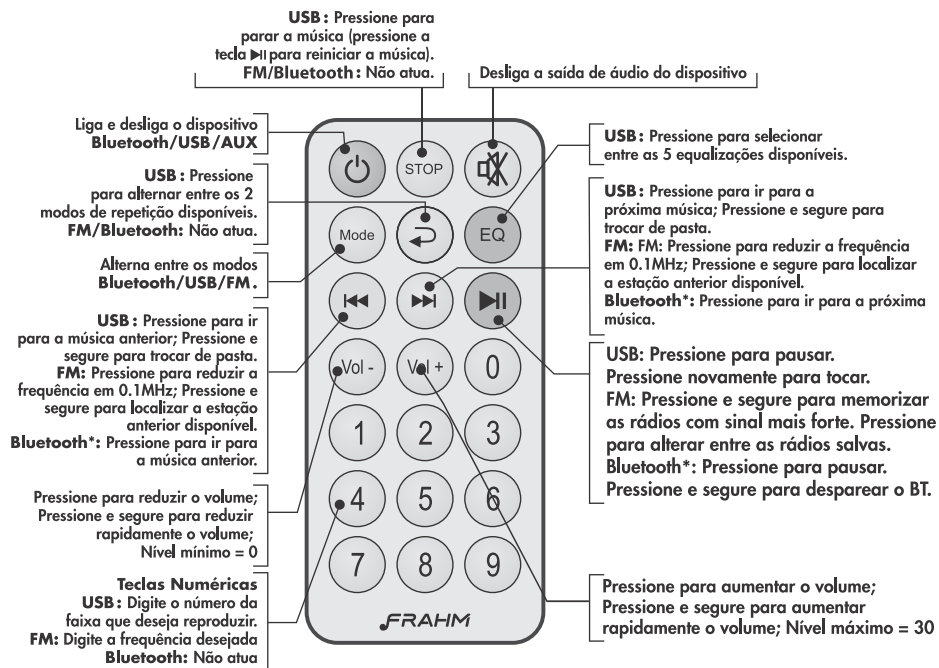 USB: Pressione para
parar a música (pressione a
tecla ▶II para reiniciar a música).
FM/Bluetooth: Não atua.
Desliga a saída de áudio do dispositivo
Liga e desliga o dispositivo
Bluetooth/USB/AUX
USB: Pressione
para alternar entre os 2
modos de repetição disponíveis.
FM/Bluetooth: Não atua.
Alterna entre os modos
Bluetooth/USB/FM.
USB: Pressione para ir
para a música anterior; Pressione e
segure para trocar de pasta.
FM: Pressione para reduzir a
frequência em 0.1MHz; Pressione e
segure para localizar a estação
anterior disponível.
Bluetooth*: Pressione para ir para
a música anterior.
Pressione para reduzir o volume;
Pressione e segure para reduzir
rapidamente o volume;
Nível mínimo = 0
Teclas Numéricas
USB: Digite o número da
faixa que deseja reproduzir.
FM: Digite a frequência desejada
Bluetooth: Não atua
STOP
Mode
EQ
Vol -
Vol +
0
1
2
3
4
5
6
7
8
9
FRAHM
USB: Pressione para selecionar
entre as 5 equalizações disponíveis.
USB: Pressione para ir para a
próxima música; Pressione e segure para
trocar de pasta.
FM: FM: Pressione para reduzir a frequência
em 0.1MHz; Pressione e segure para localizar
a estação anterior disponível.
Bluetooth*: Pressione para ir para a próxima
música.
USB: Pressione para pausar.
Pressione novamente para tocar.
FM: Pressione e segure para memorizar
as rádios com sinal mais forte. Pressione
para alterar entre as rádios salvas.
Bluetooth*: Pressione para pausar.
Pressione e segure para desparear o BT.
Pressione para aumentar o volume;
Pressione e segure para aumentar
rapidamente o volume; Nível máximo = 30